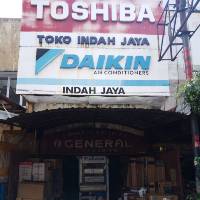 TOSHIBA
TOKO INDAH JAYA
DAIKIN
AIR CONDITIONERS
INDAH JAYA
GENERAL